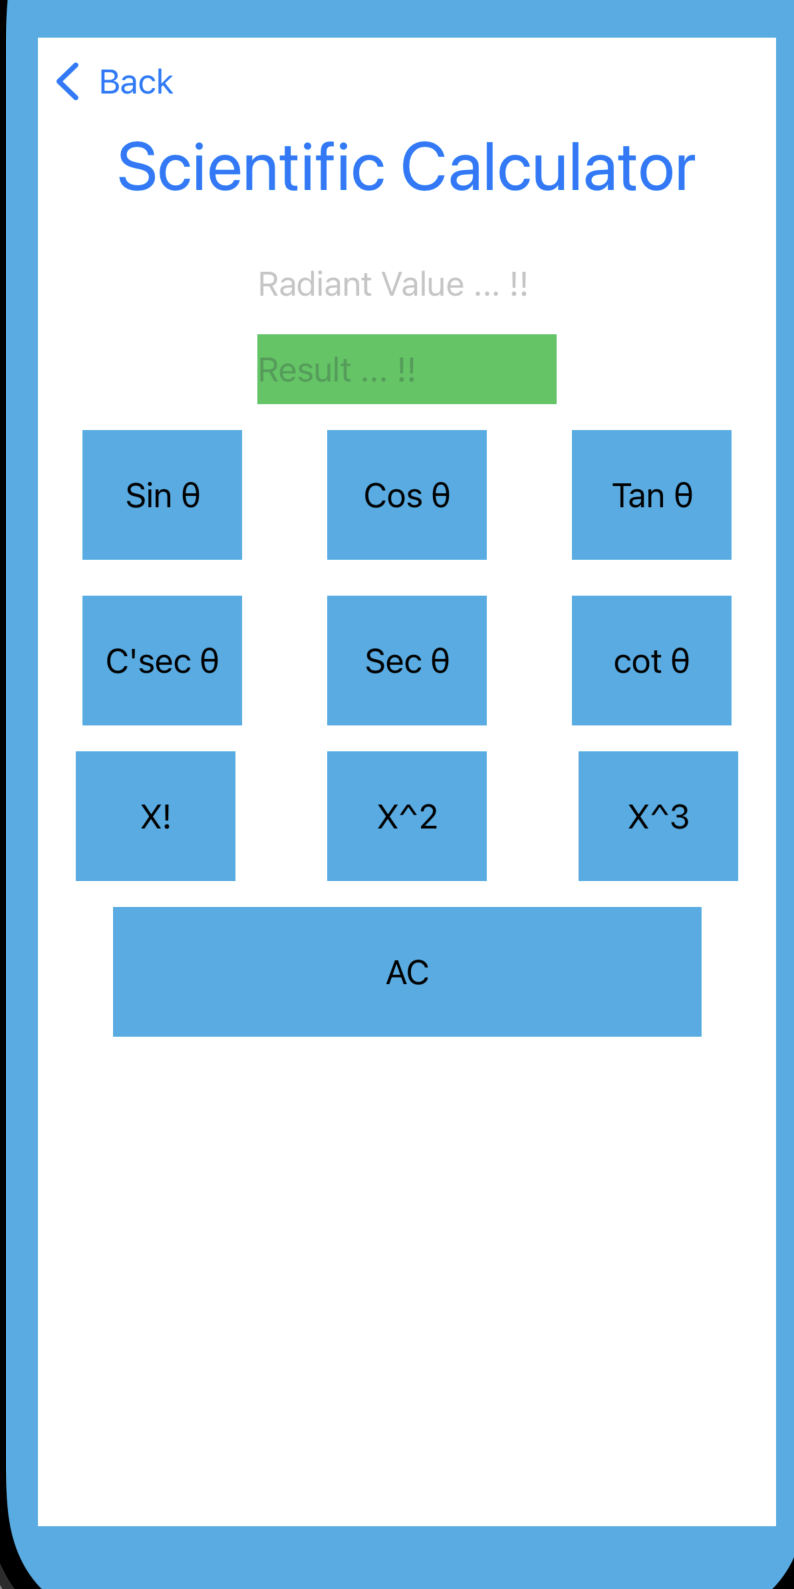 Back
Scientific Calculator
Radiant Value ... !!
Result ... !!
Sin θ Cos θ Tan θ
C'sec θ Sec θ cot θ
X! X^2 X^3
AC